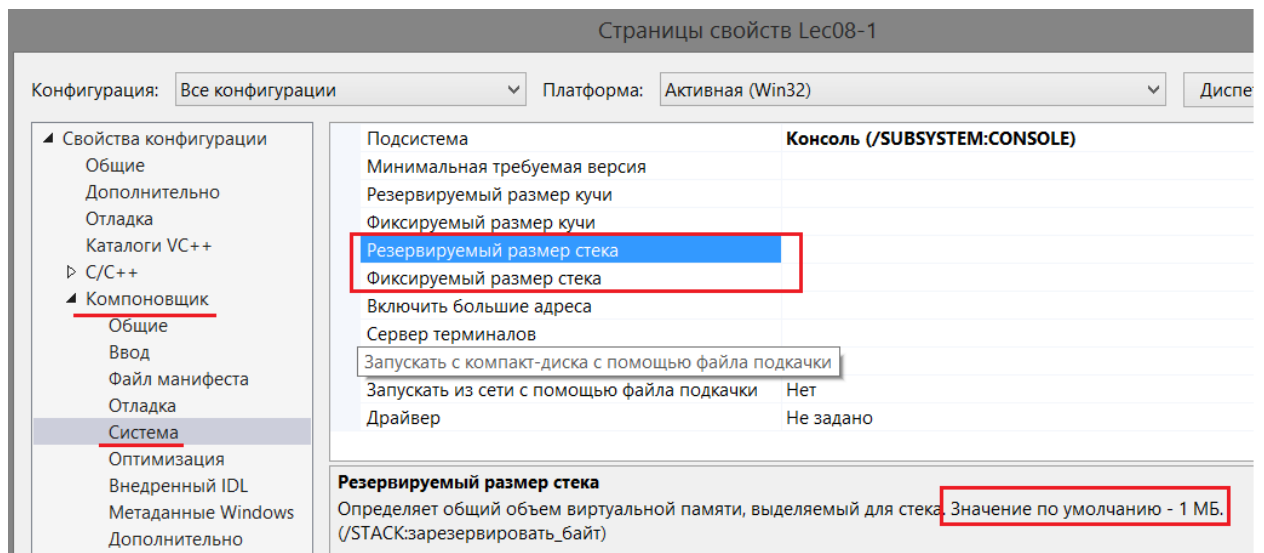 Страницы свойств Lec08-1
Конфигурация: Все конфигурации Платформа: Активная (Win32)
Свойства конфигурации
Общие
Дополнительно
Отладка
Каталоги VC++
C/C++
Компоновщик
Общие
Ввод
Файл манифеста
Отладка
Система
Оптимизация
Внедренный IDL
Метаданные Windows
Дополнительно
Подсистема Консоль (/SUBSYSTEM:CONSOLE)
Минимальная требуемая версия
Резервируемый размер кучи
Фиксируемый размер кучи
Резервируемый размер стека
Фиксируемый размер стека
Включить большие адреса
Сервер терминалов
Запускать с компакт-диска с помощью файла подкачки
Запускать из сети с помощью файла подкачки Нет
Драйвер Не задано
Резервируемый размер стека
Определяет общий объем виртуальной памяти, выделяемый для стека. Значение по умолчанию - 1 МБ.
(/STACK:зарезервировать_байт)